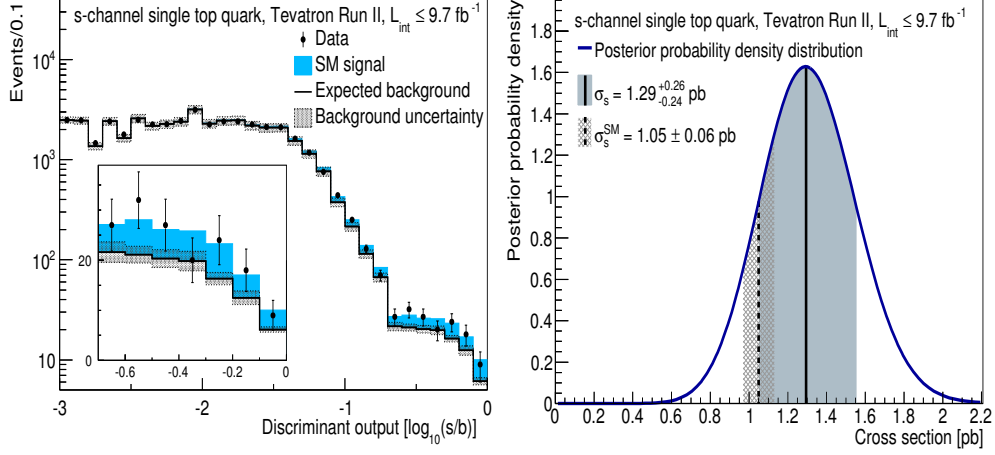 s-channel single top quark, Tevatron Run II, L_int ≤ 9.7 fb⁻¹
Data
SM signal
Expected background
Background uncertainty
Events/0.1
10⁴
10³
10²
10
20
0
-0.6 -0.4 -0.2 0
-3 -2 -1 0
Discriminant output [log₁₀(s/b)]
s-channel single top quark, Tevatron Run II, L_int ≤ 9.7 fb⁻¹
Posterior probability density distribution
σ_s = 1.29 +0.26 -0.24 pb
σ_s^SM = 1.05 ± 0.06 pb
Posterior probability density
1.8
1.6
1.4
1.2
1
0.8
0.6
0.4
0.2
0
0 0.2 0.4 0.6 0.8 1.0 1.2 1.4 1.6 1.8 2.0 2.2
Cross section [pb]